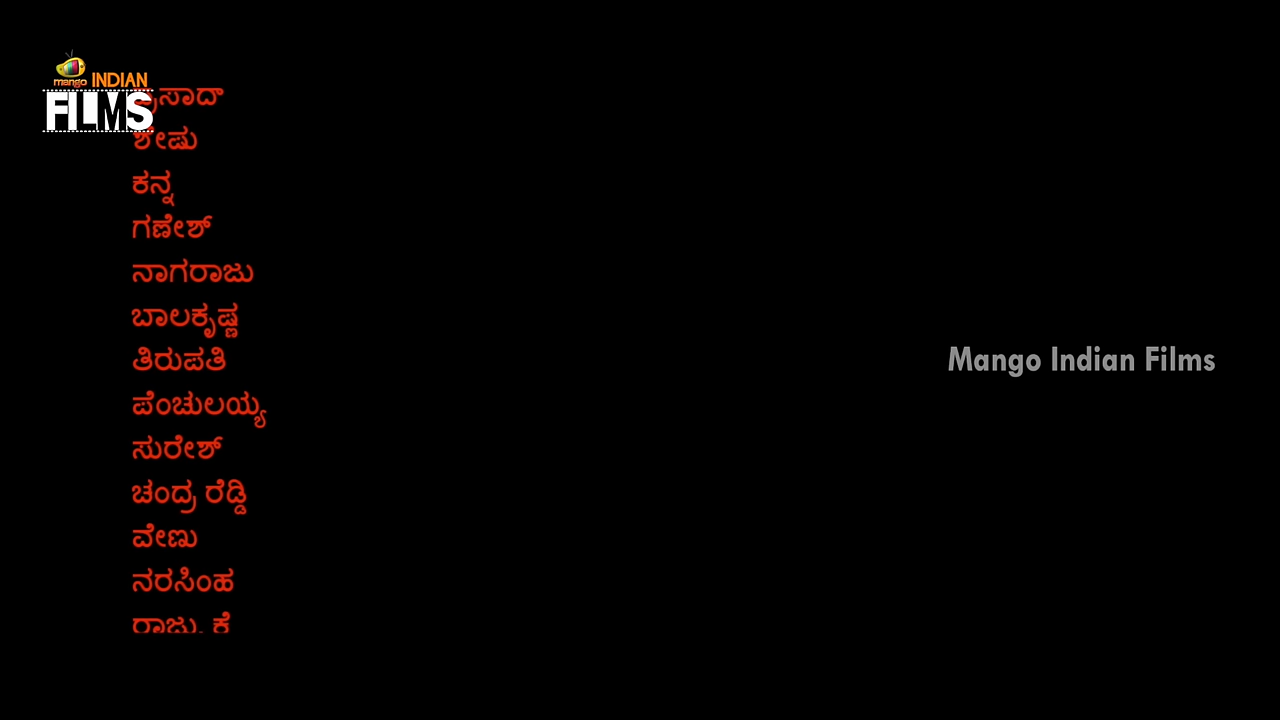 mango INDIAN
FILMS
ಶೇಷು
ಕನ್ನ
ಗಣೇಶ್
ನಾಗರಾಜು
ಬಾಲಕೃಷ್ಣ
ತಿರುಪತಿ
Mango Indian Films
ಪೆಂಚುಲಯ್ಯ
ಸುರೇಶ್
ಚಂದ್ರ ರೆಡ್ಡಿ
ವೇಣು
ನರಸಿಂಹ
ರಾಜು. ಕೆ